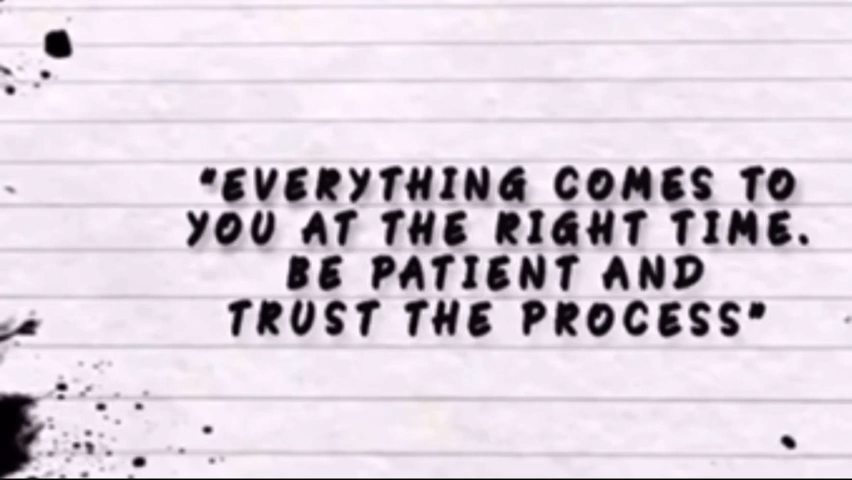 "EVERYTHING COMES TO
YOU AT THE RIGHT TIME.
BE PATIENT AND
TRUST THE PROCESS"